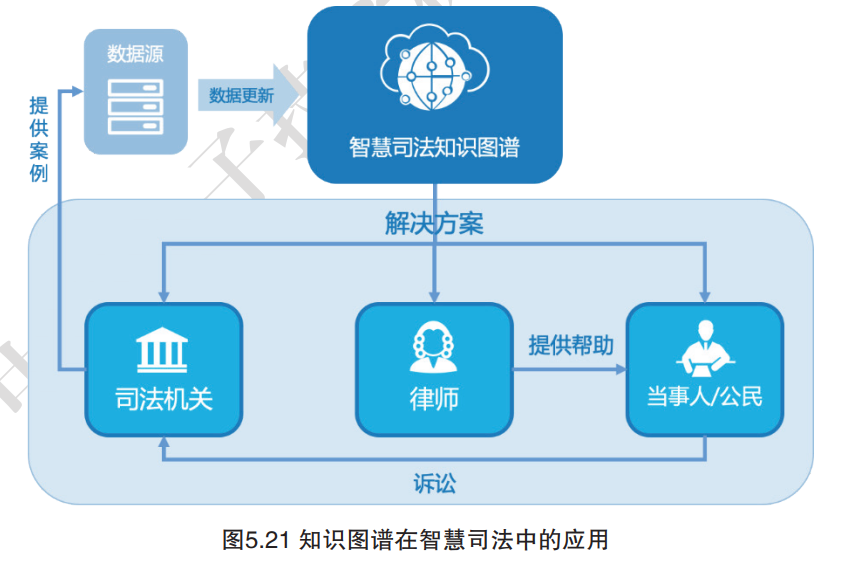 数据源
数据更新
提供案例
智慧司法知识图谱
解决方案
司法机关
律师
提供帮助
当事人/公民
诉讼
图5.21 知识图谱在智慧司法中的应用